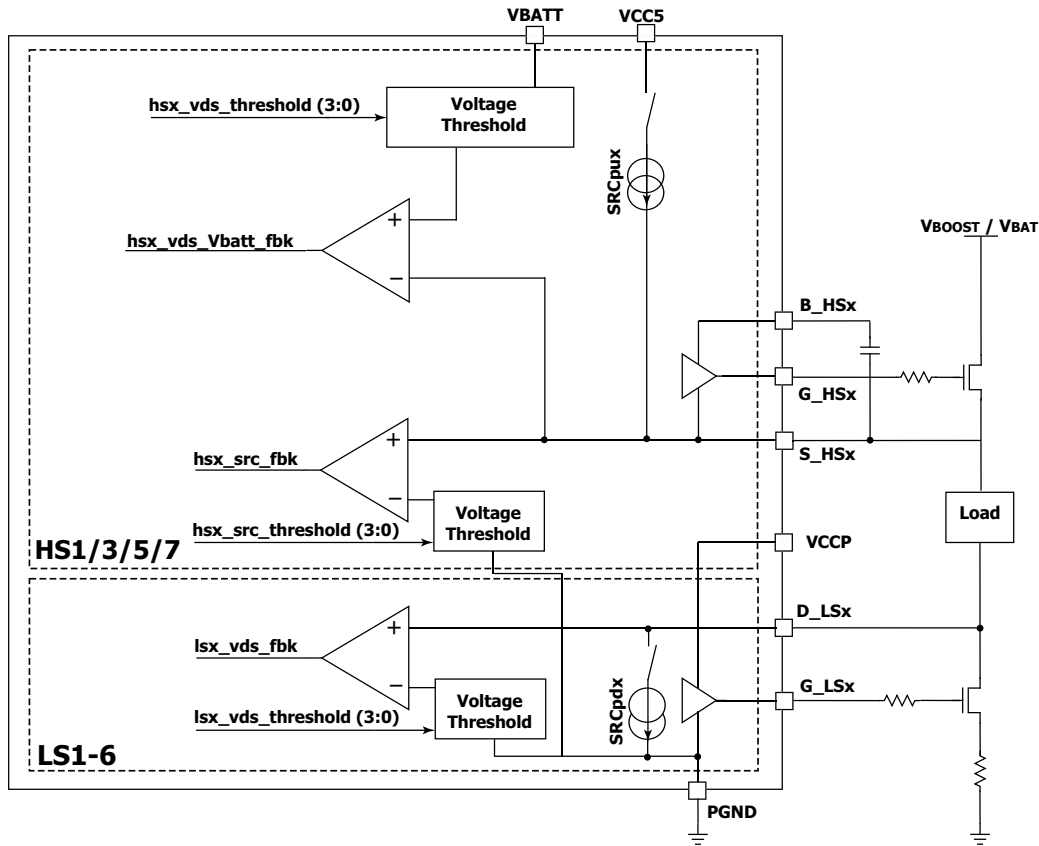 VBATT
VCC5
hsx_vds_threshold (3:0)
Voltage
Threshold
SRCpux
hsx_vds_Vbatt_fbk
+
−
VBOOST / VBAT
B_HSx
G_HSx
S_HSx
hsx_src_fbk
+
−
hsx_src_threshold (3:0)
Voltage
Threshold
Load
HS1/3/5/7
VCCP
D_LSx
lsx_vds_fbk
+
−
SRCpdx
G_LSx
lsx_vds_threshold (3:0)
Voltage
Threshold
LS1-6
PGND